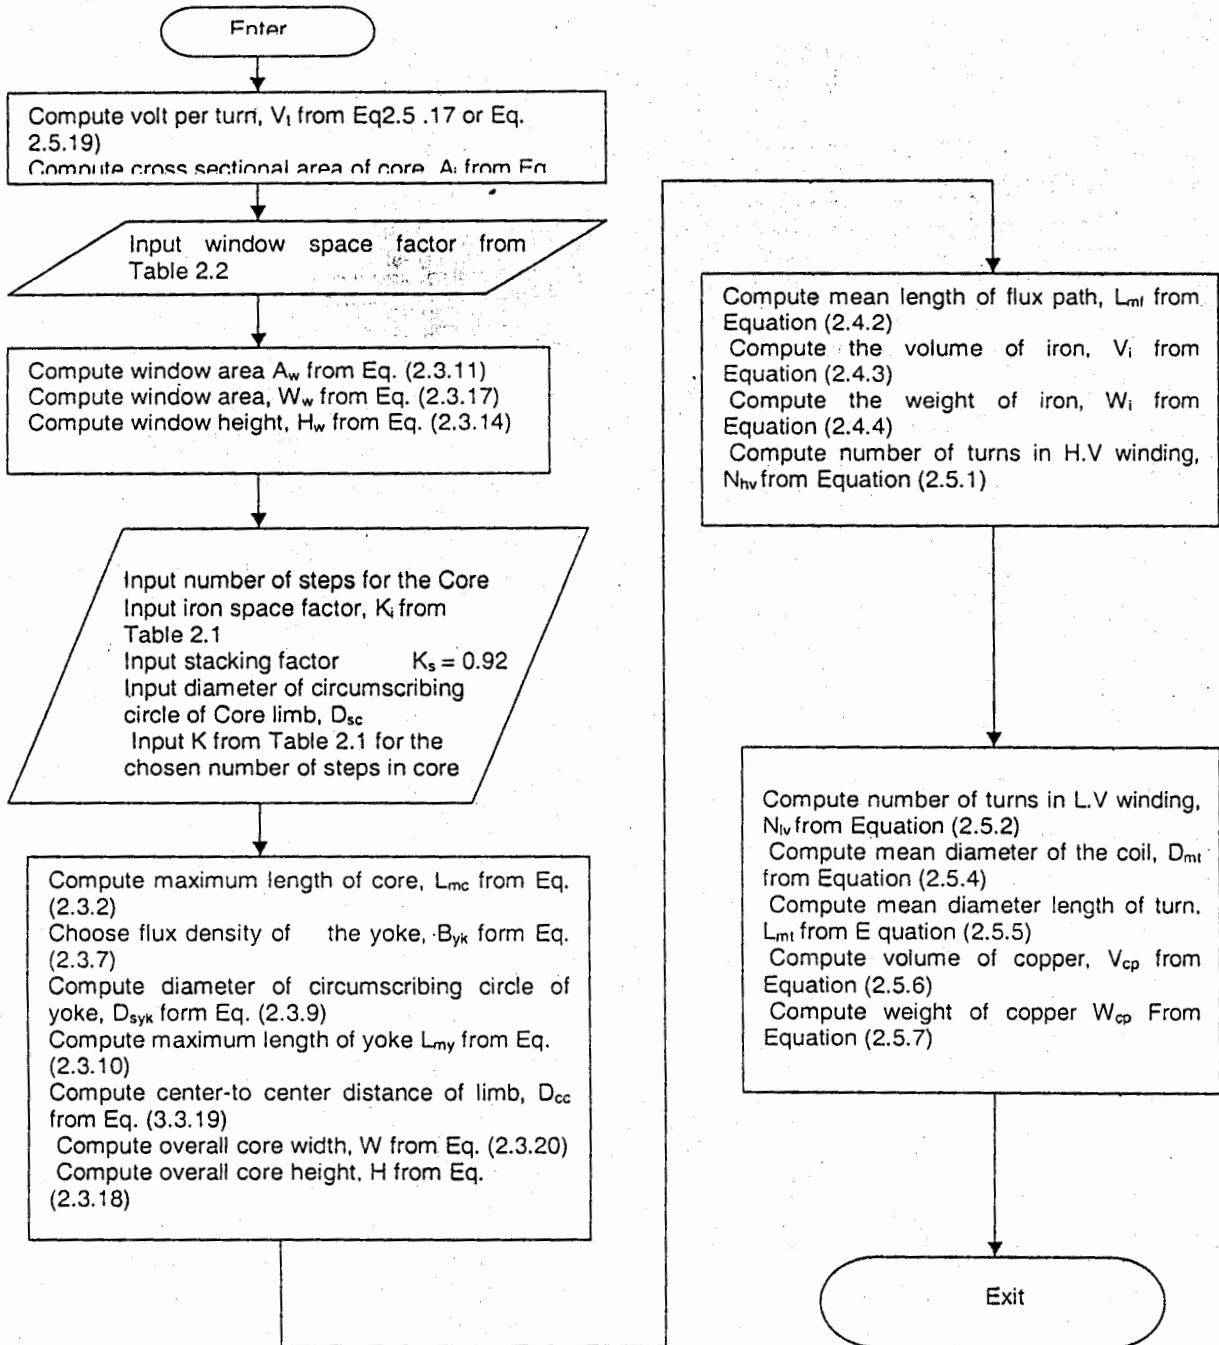 Enter
Compute volt per turn, Vt from Eq2.5 .17 or Eq.
2.5.19)
Compute cross sectional area of core, Ai from Eq
Input window space factor from
Table 2.2
Compute window area Aw from Eq. (2.3.11)
Compute window area, Ww from Eq. (2.3.17)
Compute window height, Hw from Eq. (2.3.14)
Input number of steps for the Core
Input iron space factor, Ki from
Table 2.1
Input stacking factor Ks = 0.92
Input diameter of circumscribing
circle of Core limb, Dsc
Input K from Table 2.1 for the
chosen number of steps in core
Compute maximum length of core, Lmc from Eq.
(2.3.2)
Choose flux density of the yoke, Byk form Eq.
(2.3.7)
Compute diameter of circumscribing circle of
yoke, Dsyk form Eq. (2.3.9)
Compute maximum length of yoke Lmy from Eq.
(2.3.10)
Compute center-to center distance of limb, Dcc
from Eq. (3.3.19)
Compute overall core width, W from Eq. (2.3.20)
Compute overall core height, H from Eq.
(2.3.18)
Compute mean length of flux path, Lmf from
Equation (2.4.2)
Compute the volume of iron, Vi from
Equation (2.4.3)
Compute the weight of iron, Wi from
Equation (2.4.4)
Compute number of turns in H.V winding,
Nhv from Equation (2.5.1)
Compute number of turns in L.V winding,
Nlv from Equation (2.5.2)
Compute mean diameter of the coil, Dmt
from Equation (2.5.4)
Compute mean diameter length of turn.
Lmt from E quation (2.5.5)
Compute volume of copper, Vcp from
Equation (2.5.6)
Compute weight of copper Wcp From
Equation (2.5.7)
Exit